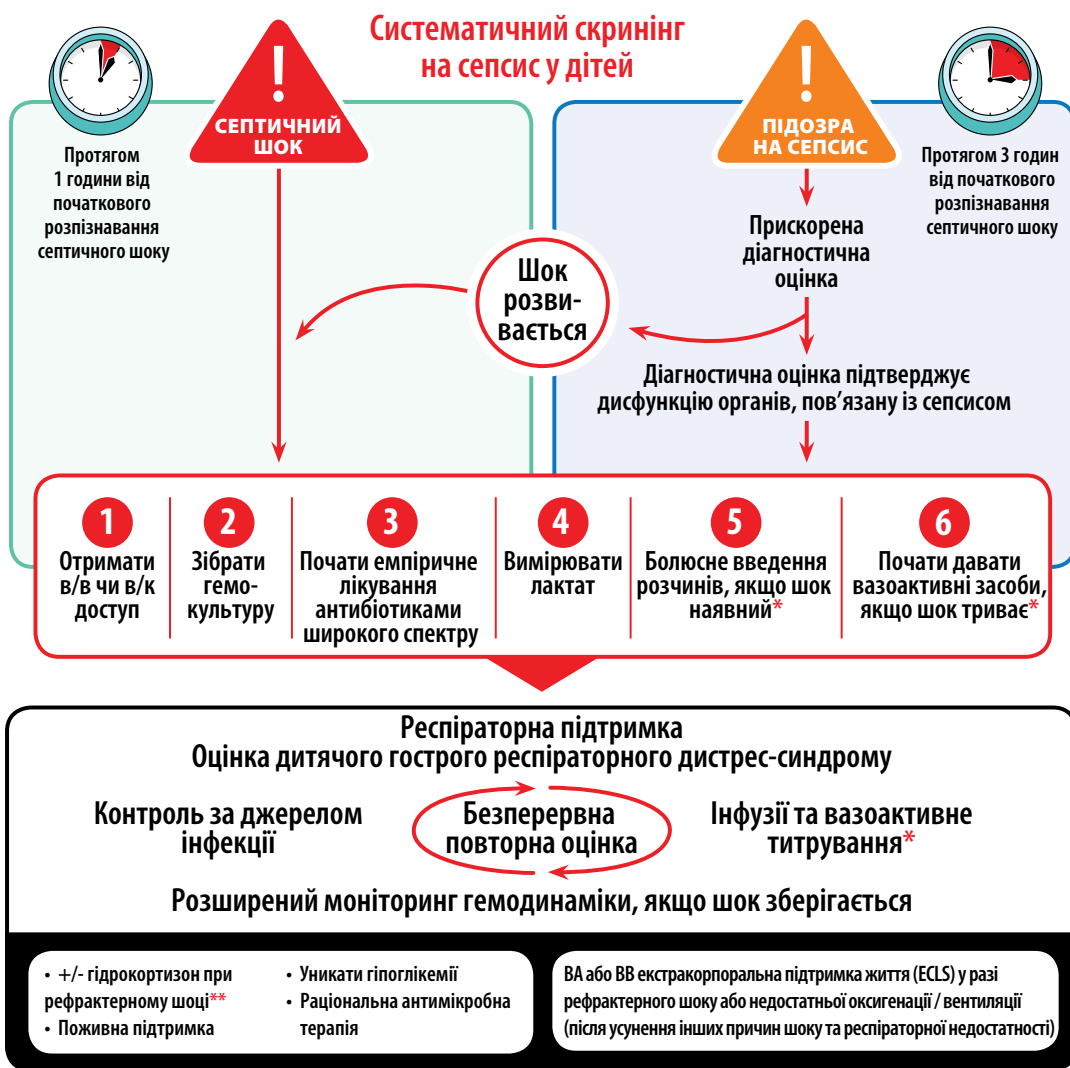 Систематичний скринінг
на сепсис у дітей
!
СЕПТИЧНИЙ
ШОК
!
ПІДОЗРА
НА СЕПСИС
Протягом
1 години від
початкового
розпізнавання
септичного шоку
Протягом 3 годин
від початкового
розпізнавання
септичного шоку
Прискорена
діагностична
оцінка
Шок
розви-
вається
Діагностична оцінка підтверджує
дисфункцію органів, пов’язану із сепсисом
1
Отримати
в/в чи в/к
доступ
2
Зібрати
гемо-
культуру
3
Почати емпіричне
лікування
антибіотиками
широкого спектру
4
Вимірювати
лактат
5
Болюсне введення
розчинів, якщо шок
наявний*
6
Почати давати
вазоактивні засоби,
якщо шок триває*
Респіраторна підтримка
Оцінка дитячого гострого респіраторного дистрес-синдрому
Контроль за джерелом
інфекції
Безперервна
повторна оцінка
Інфузії та вазоактивне
титрування*
Розширений моніторинг гемодинаміки, якщо шок зберігається
• +/- гідрокортизон при
рефрактерному шоці**
• Поживна підтримка
• Уникати гіпоглікемії
• Раціональна антимікробна
терапія
ВА або ВВ екстракорпоральна підтримка життя (ECLS) у разі
рефрактерного шоку або недостатньої оксигенації / вентиляції
(після усунення інших причин шоку та респіраторної недостатності)